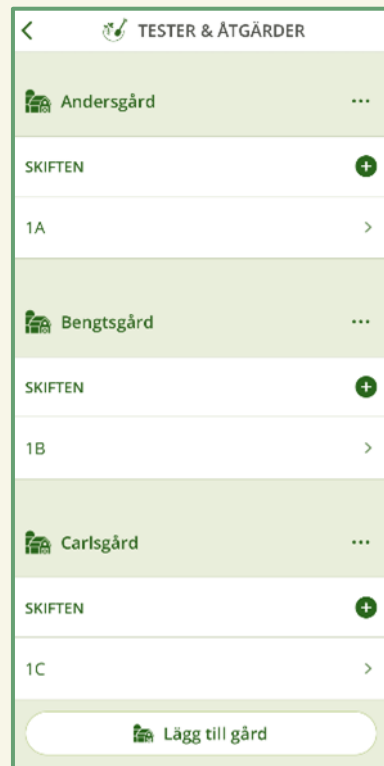 TESTER & ÅTGÄRDER
Andersgård
SKIFTEN
1A
Bengtsgård
SKIFTEN
1B
Carlsgård
SKIFTEN
1C
Lägg till gård